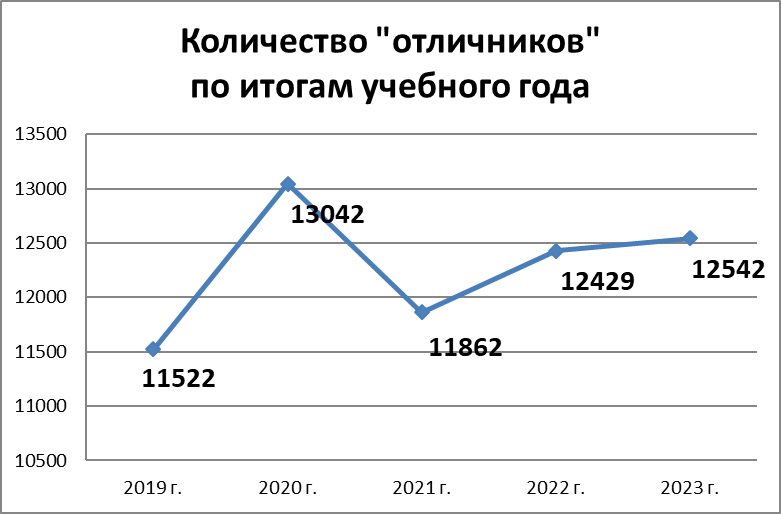 Количество "отличников"
по итогам учебного года
13500
13000
12500
12000
11500
11000
10500
11522
13042
11862
12429
12542
2019 г.
2020 г.
2021 г.
2022 г.
2023 г.